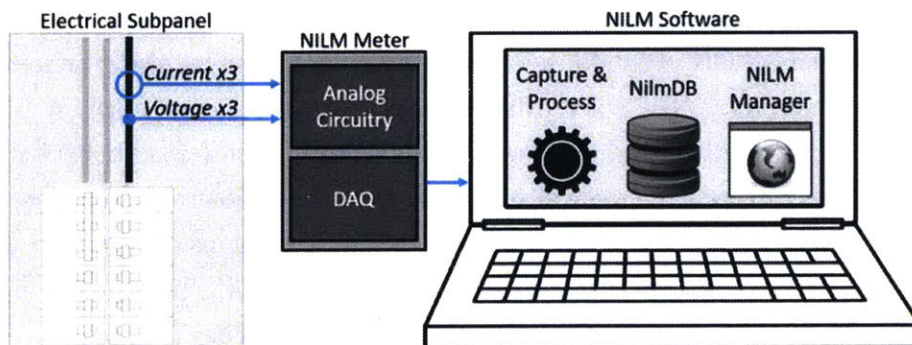 Electrical Subpanel
Current x3
Voltage x3
NILM Meter
Analog
Circuitry
DAQ
NILM Software
Capture &
Process
NilmDB
NILM
Manager